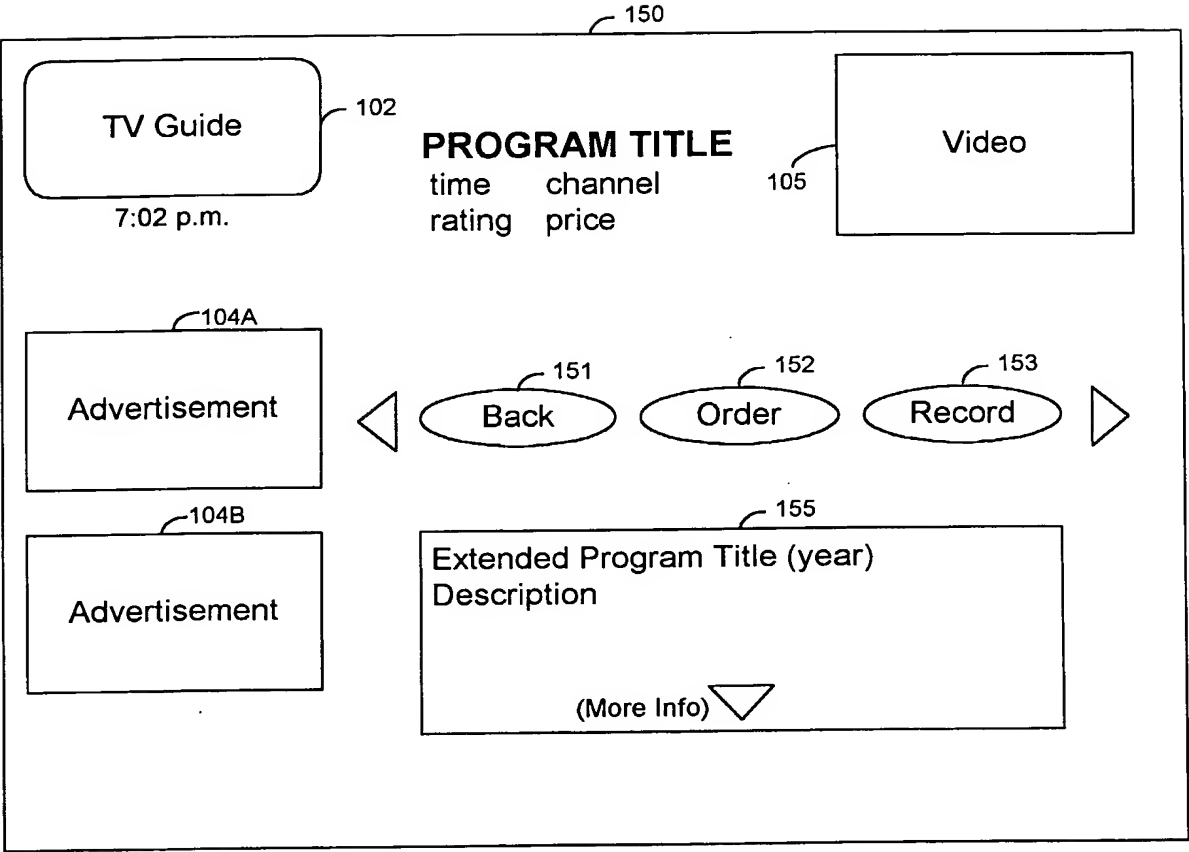 150
TV Guide
102
7:02 p.m.
PROGRAM TITLE
time channel
rating price
105
Video
104A
Advertisement
104B
Advertisement
151
Back
152
Order
153
Record
155
Extended Program Title (year)
Description
(More Info)